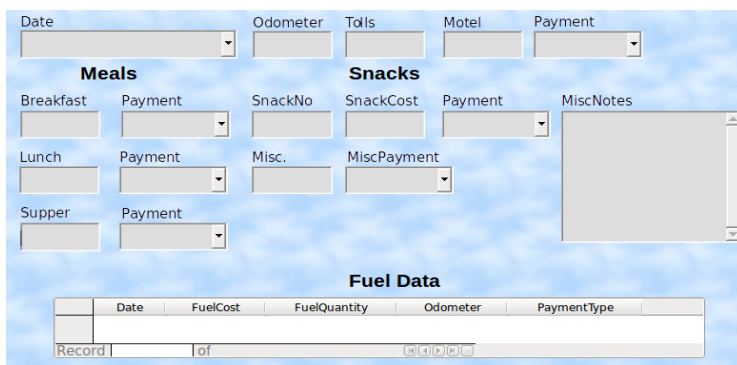 Date Odometer Tolls Motel Payment
Meals Snacks
Breakfast Payment SnackNo SnackCost Payment MiscNotes
Lunch Payment Misc. MiscPayment
Supper Payment
Fuel Data
Date FuelCost FuelQuantity Odometer PaymentType
Record of